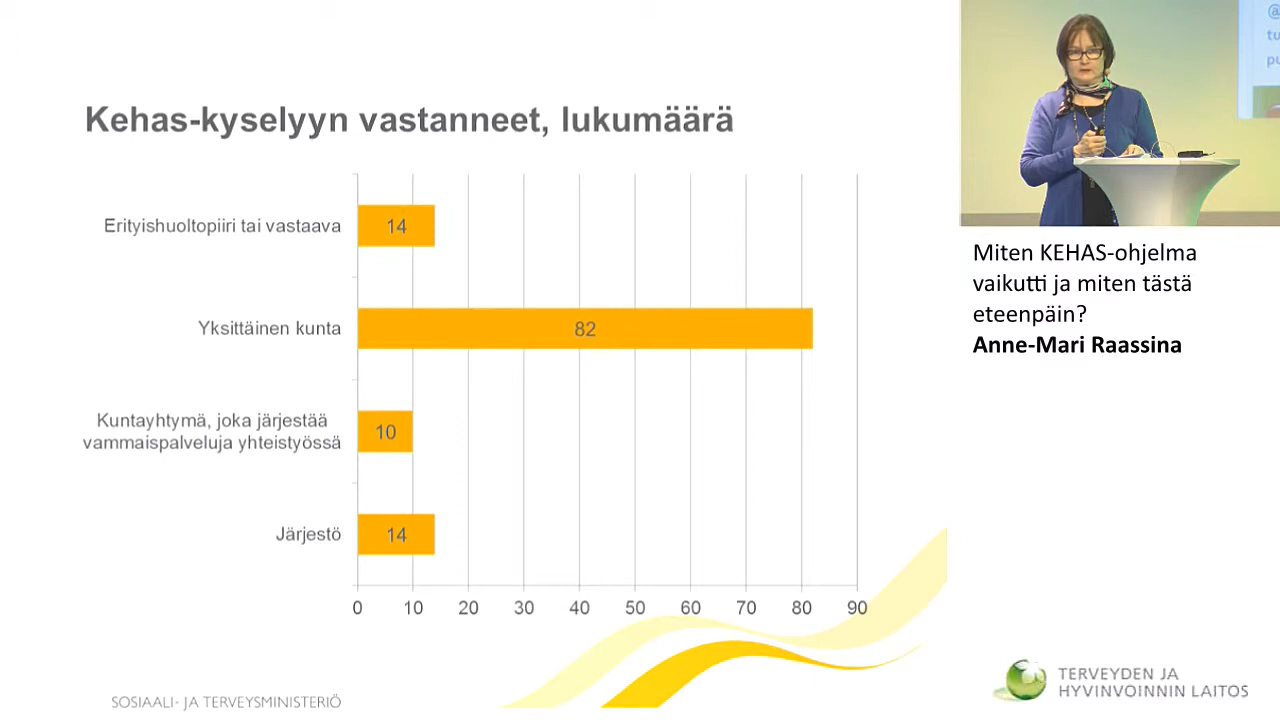 Kehas-kyselyyn vastanneet, lukumäärä
Erityishuoltopiiri tai vastaava
14
Yksittäinen kunta
82
Kuntayhtymä, joka järjestää
vammaispalveluja yhteistyössä
10
Järjestö
14
0 10 20 30 40 50 60 70 80 90
SOSIAALI- JA TERVEYSMINISTERIÖ
@
tu
pu
Miten KEHAS-ohjelma
vaikutti ja miten tästä
eteenpäin?
Anne-Mari Raassina
TERVEYDEN JA
HYVINVOINNIN LAITOS